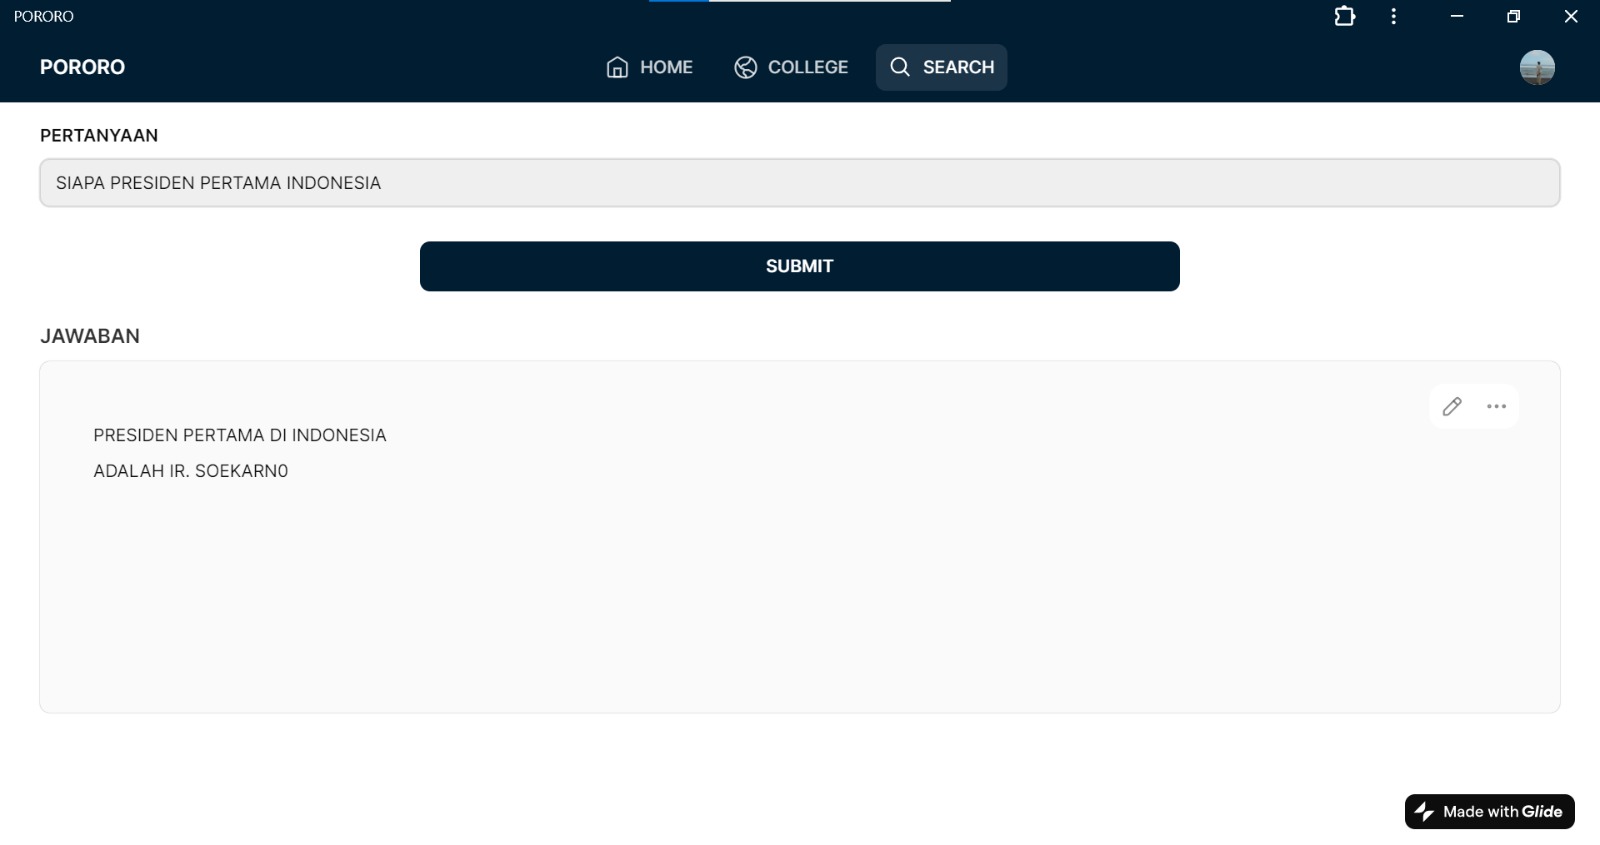 PORORO
PORORO
HOME
COLLEGE
SEARCH
PERTANYAAN
SIAPA PRESIDEN PERTAMA INDONESIA
SUBMIT
JAWABAN
PRESIDEN PERTAMA DI INDONESIA
ADALAH IR. SOEKARN0
Made with Glide